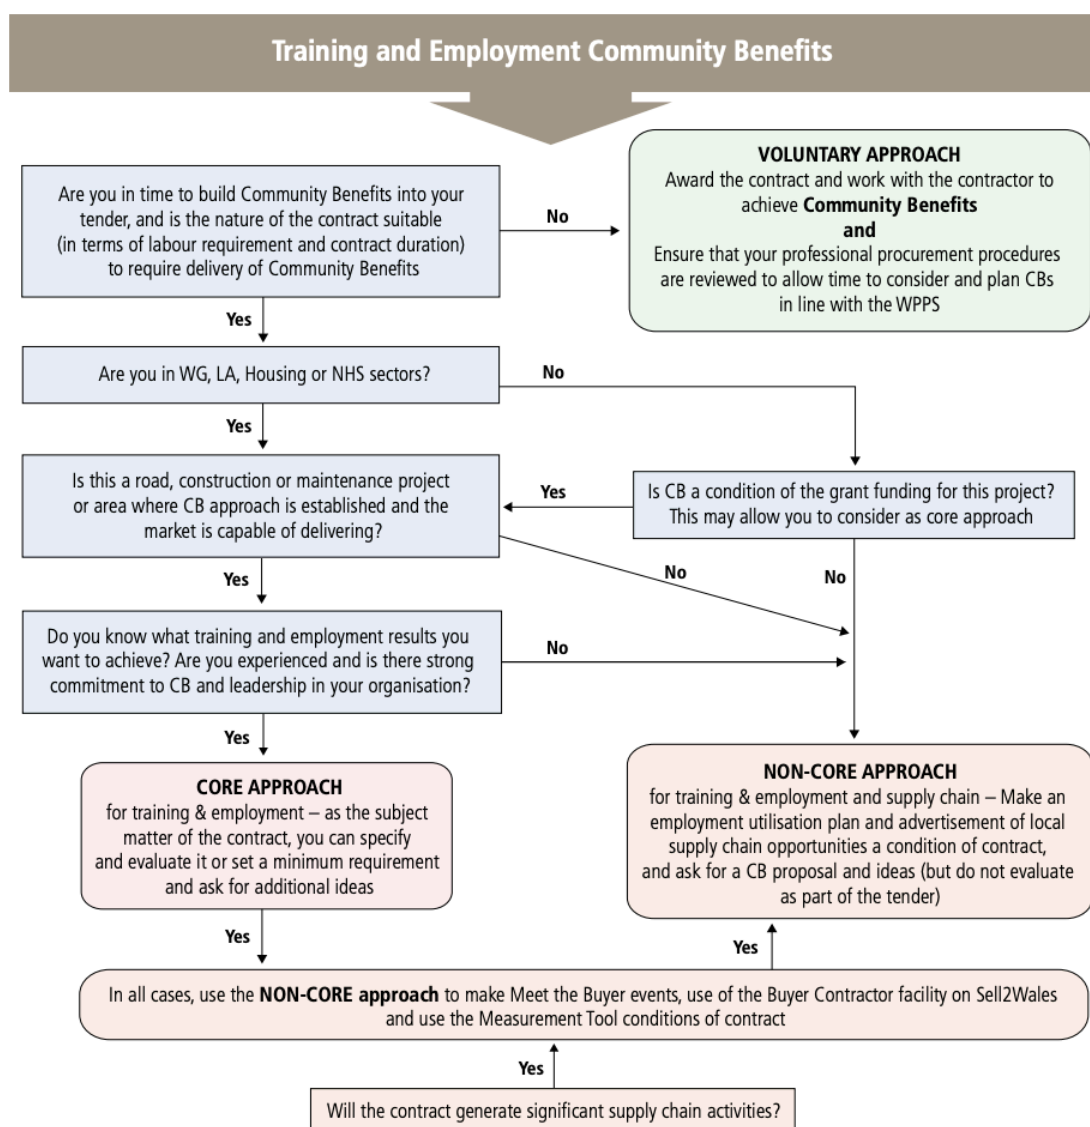 Training and Employment Community Benefits
Are you in time to build Community Benefits into your
tender, and is the nature of the contract suitable
(in terms of labour requirement and contract duration)
to require delivery of Community Benefits
No
VOLUNTARY APPROACH
Award the contract and work with the contractor to
achieve Community Benefits
and
Ensure that your professional procurement procedures
are reviewed to allow time to consider and plan CBs
in line with the WPPS
Yes
Are you in WG, LA, Housing or NHS sectors?
No
Yes
Is this a road, construction or maintenance project
or area where CB approach is established and the
market is capable of delivering?
Yes
Is CB a condition of the grant funding for this project?
This may allow you to consider as core approach
No
No
Yes
Do you know what training and employment results you
want to achieve? Are you experienced and is there strong
commitment to CB and leadership in your organisation?
No
Yes
CORE APPROACH
for training & employment – as the subject
matter of the contract, you can specify
and evaluate it or set a minimum requirement
and ask for additional ideas
NON-CORE APPROACH
for training & employment and supply chain – Make an
employment utilisation plan and advertisement of local
supply chain opportunities a condition of contract,
and ask for a CB proposal and ideas (but do not evaluate
as part of the tender)
Yes
Yes
In all cases, use the NON-CORE approach to make Meet the Buyer events, use of the Buyer Contractor facility on Sell2Wales
and use the Measurement Tool conditions of contract
Yes
Will the contract generate significant supply chain activities?